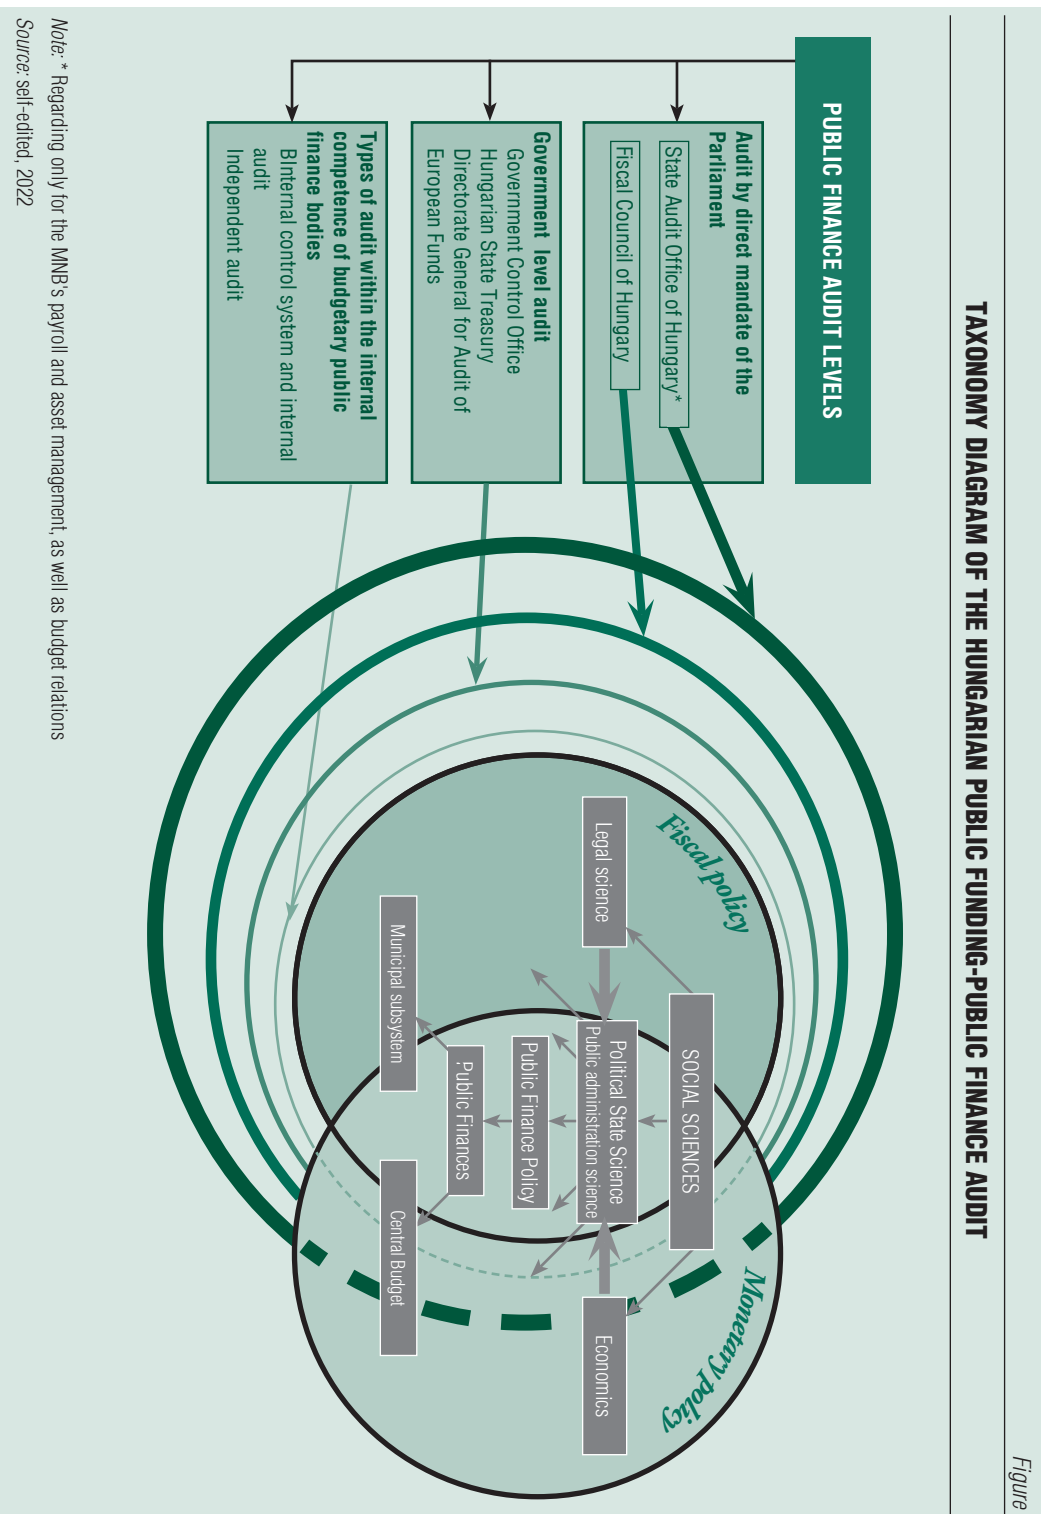 Figure
TAXONOMY DIAGRAM OF THE HUNGARIAN PUBLIC FUNDING-PUBLIC FINANCE AUDIT
PUBLIC FINANCE AUDIT LEVELS
Audit by direct mandate of the
Parliament
State Audit Office of Hungary*
Fiscal Council of Hungary
Government level audit
Government Control Office
Hungarian State Treasury
Directorate General for Audit of
European Funds
Types of audit within the internal
competence of budgetary public
finance bodies
BInternal control system and internal
audit
Independent audit
Fiscal policy
Monetary policy
SOCIAL SCIENCES
Legal science
Political State Science
Public administration science
Economics
Public Finance Policy
Public Finances
Municipal subsystem
Central Budget
Note: * Regarding only for the MNB's payroll and asset management, as well as budget relations
Source: self-edited, 2022